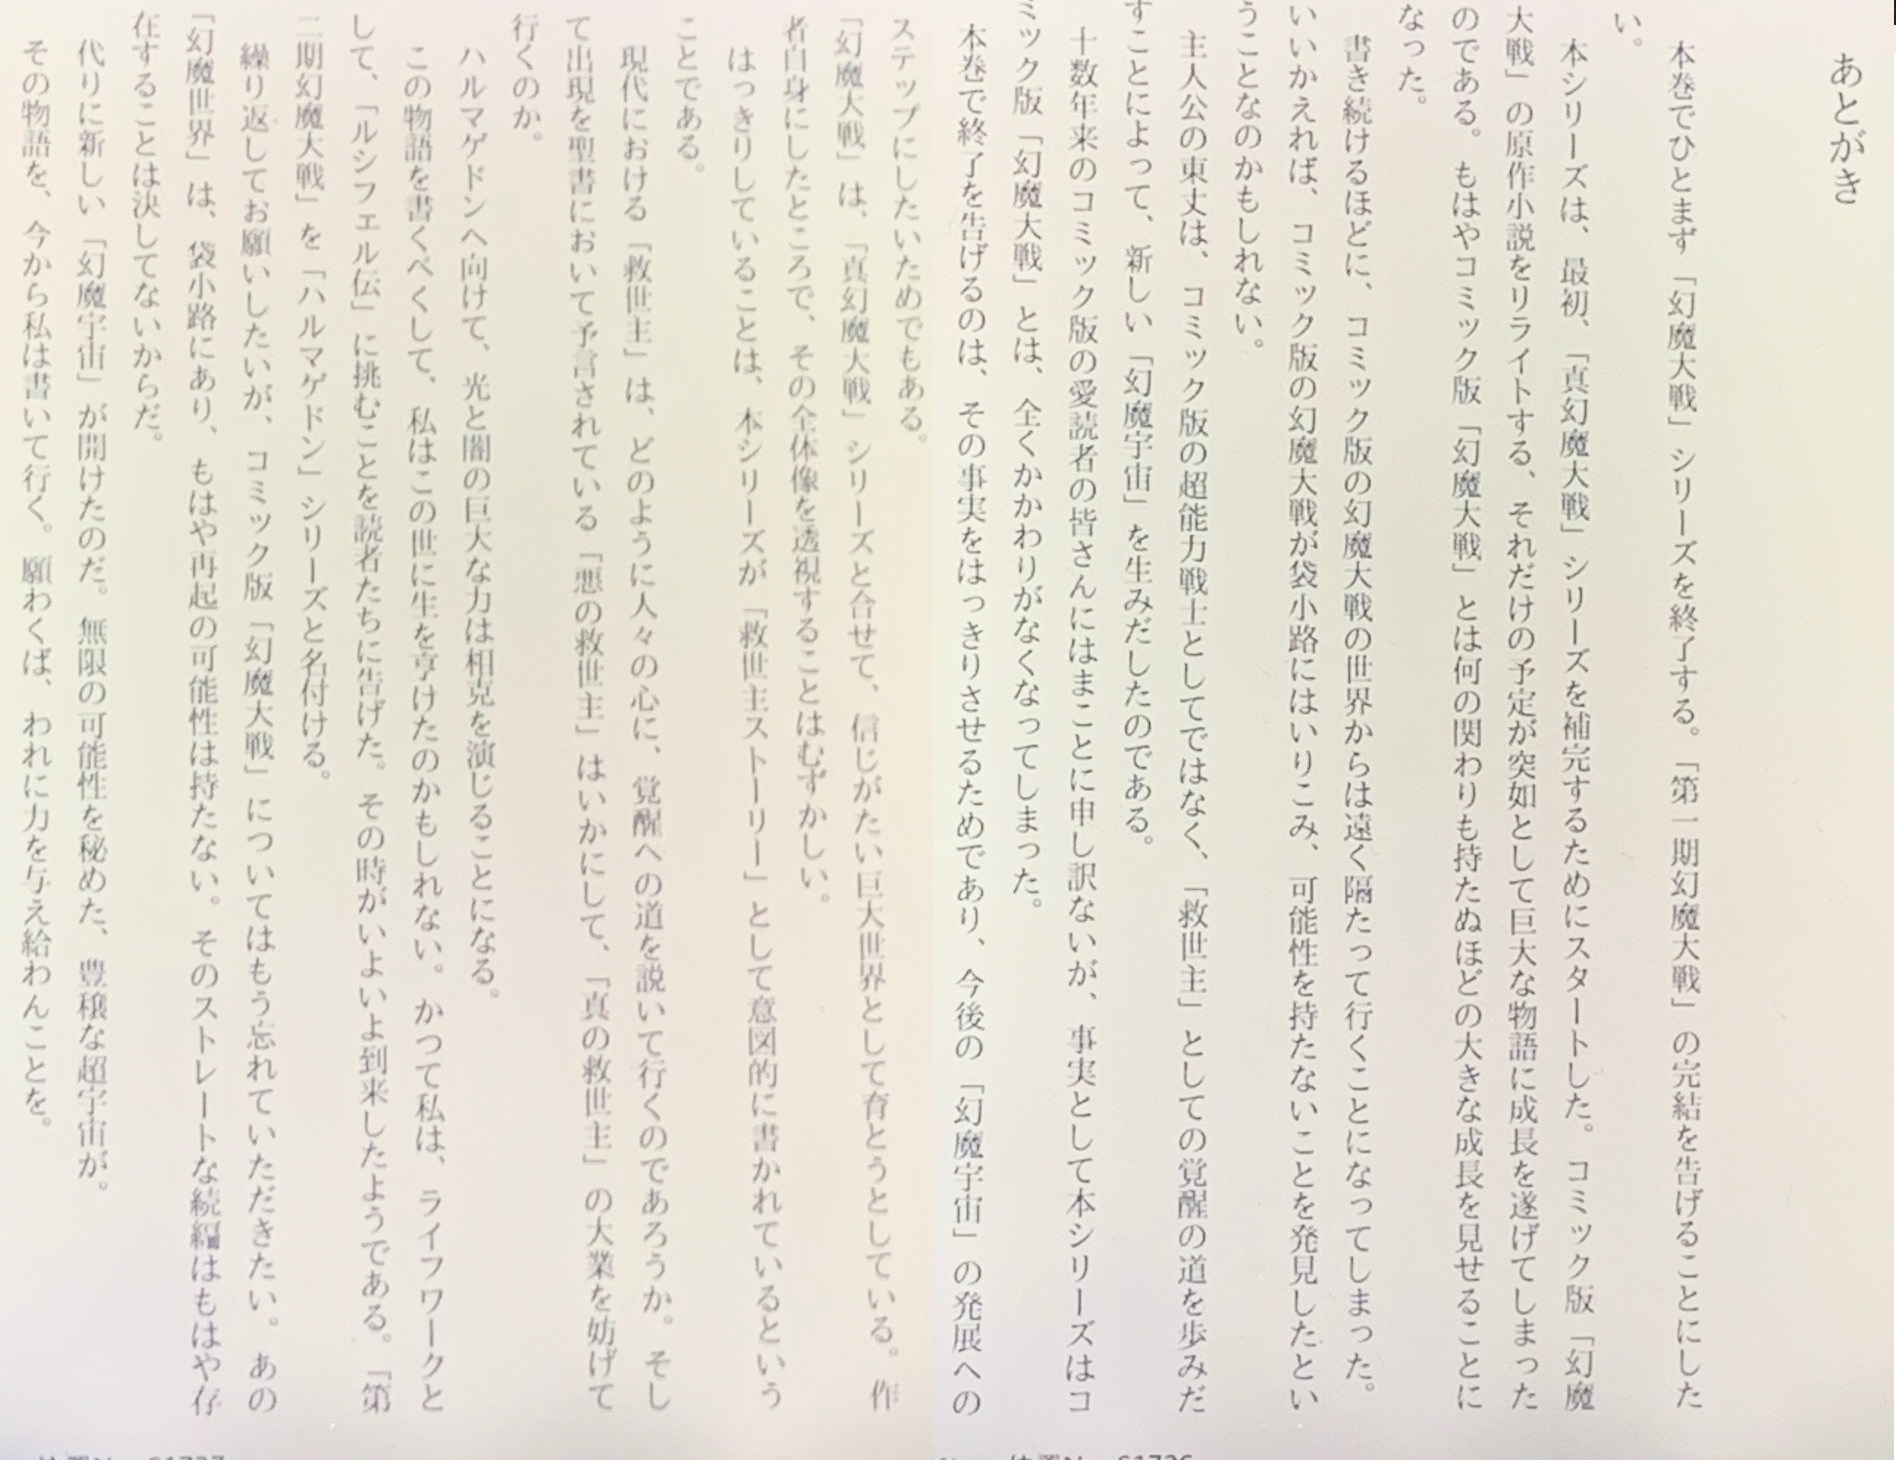 あとがき
本巻でひとまず「幻魔大戦」シリーズを終了する。「第一期幻魔大戦」の完結を告げることにした
い。
本シリーズは、最初、「真幻魔大戦」シリーズを補完するためにスタートした。コミック版「幻魔
大戦」の原作小説をリライトする、それだけの予定が突如として巨大な物語に成長を遂げてしまった
のである。もはやコミック版「幻魔大戦」とは何の関わりも持たぬほどの大きな成長を見せることに
なった。
書き続けるほどに、コミック版の幻魔大戦の世界からは遠く隔たって行くことになってしまった。
いいかえれば、コミック版の幻魔大戦が袋小路にはいりこみ、可能性を持たないことを発見したとい
うことなのかもしれない。
主人公の東丈は、コミック版の超能力戦士としてではなく、「救世主」としての覚醒の道を歩みだ
すことによって、新しい「幻魔宇宙」を生みだしたのである。
十数年来のコミック版の愛読者の皆さんにはまことに申し訳ないが、事実として本シリーズはコ
ミック版「幻魔大戦」とは、全くかかわりがなくなってしまった。
本巻で終了を告げるのは、その事実をはっきりさせるためであり、今後の「幻魔宇宙」の発展への
ステップにしたいためでもある。
「幻魔大戦」は、「真幻魔大戦」シリーズと合せて、信じがたい巨大世界として育とうとしている。作
者自身にしたところで、その全体像を透視することはむずかしい。
はっきりしていることは、本シリーズが「救世主ストーリー」として意図的に書かれているという
ことである。
現代における「救世主」は、どのように人々の心に、覚醒への道を説いて行くのであろうか。そし
て出現を聖書において予言されている「悪の救世主」はいかにして、「真の救世主」の大業を妨げて
行くのか。
ハルマゲドンへ向けて、光と闇の巨大な力は相克を演じることになる。
この物語を書くべくして、私はこの世に生を享けたのかもしれない。かつて私は、ライフワークと
して、「ルシフェル伝」に挑むことを読者たちに告げた。その時がいよいよ到来したようである。「第
二期幻魔大戦」を「ハルマゲドン」シリーズと名付ける。
繰り返してお願いしたいが、コミック版「幻魔大戦」についてはもう忘れていただきたい。あの
「幻魔世界」は、袋小路にあり、もはや再起の可能性は持たない。そのストレートな続編はもはや存
在することは決してないからだ。
代りに新しい「幻魔宇宙」が開けたのだ。無限の可能性を秘めた、豊穣な超宇宙が。
その物語を、今から私は書いて行く。願わくば、われに力を与え給わんことを。